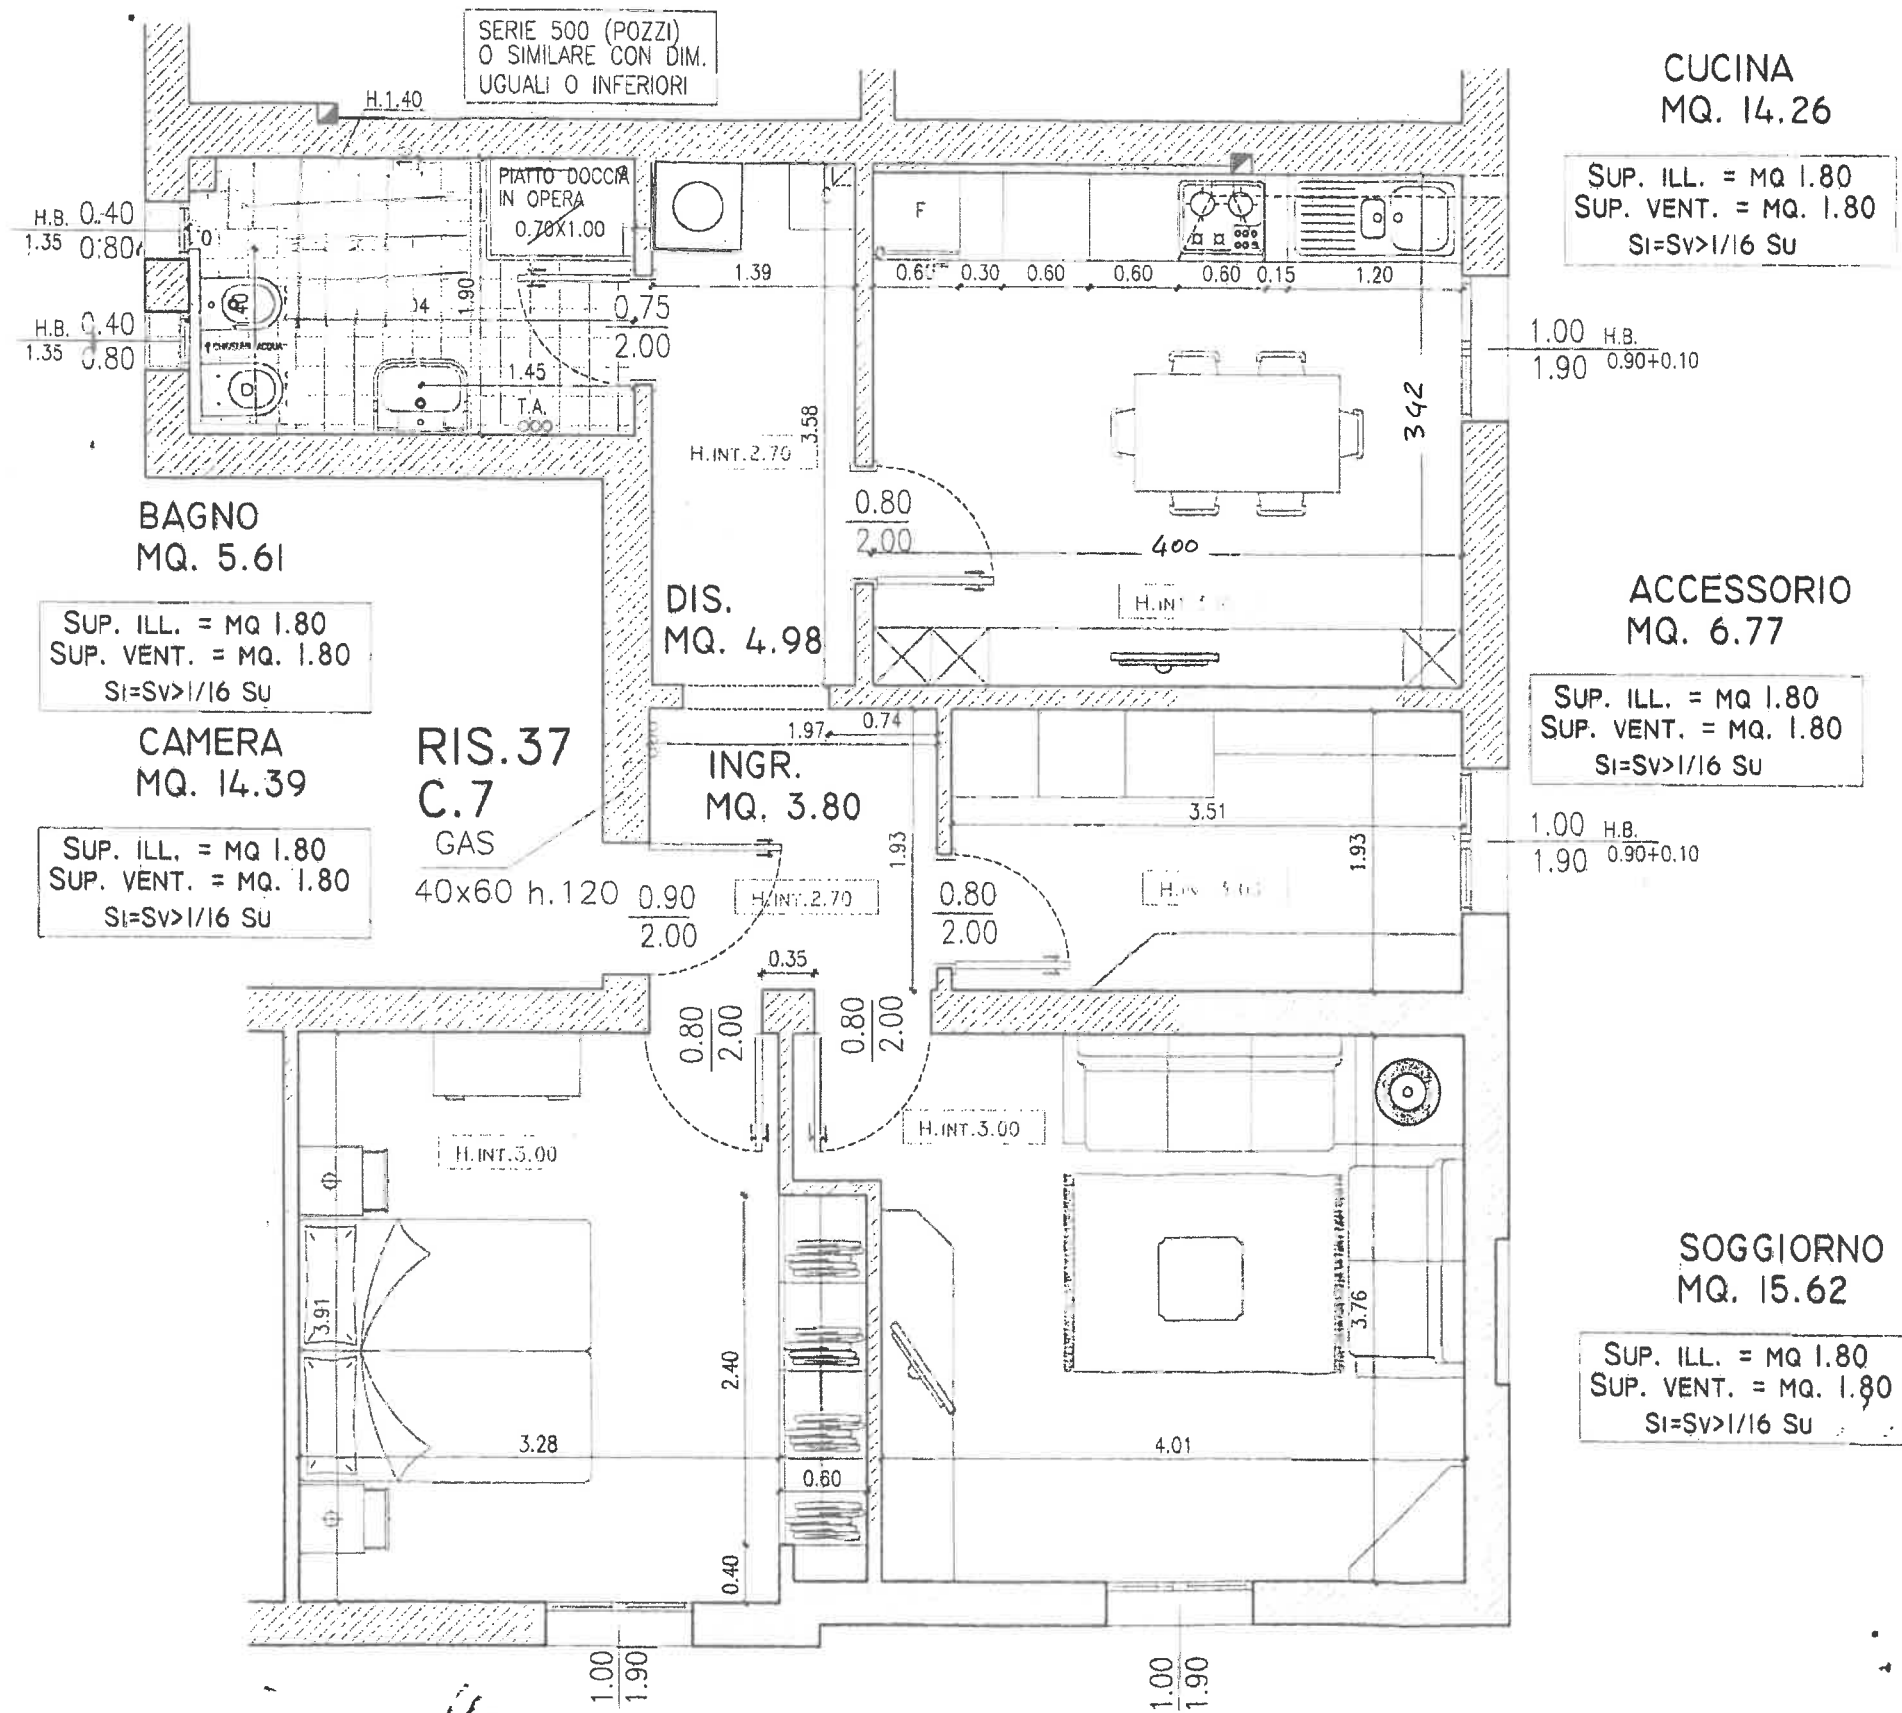 SERIE 500 (POZZI)
O SIMILARE CON DIM.
UGUALI O INFERIORI
H.1.40
CUCINA
MQ. 14.26
SUP. ILL. = MQ 1.80
SUP. VENT. = MQ. 1.80
SI=SV>1/16 SU
PIATTO DOCCIA
IN OPERA
0.70X1.00
H.B. 0.40
1.35 0.80
F
1.39
0.30 0.60 0.60 0.60 0.15 1.20
1.90
0.75
2.00
H.B. 0.40
1.35 0.80
1.00 H.B.
1.90 0.90+0.10
1.45
T.A.
3.58
342
H.INT.2.70
0.80
2.00
400
BAGNO
MQ. 5.61
SUP. ILL. = MQ 1.80
SUP. VENT. = MQ. 1.80
SI=SV>1/16 SU
DIS.
MQ. 4.98
ACCESSORIO
MQ. 6.77
SUP. ILL. = MQ 1.80
SUP. VENT. = MQ. 1.80
SI=SV>1/16 SU
CAMERA
MQ. 14.39
SUP. ILL. = MQ 1.80
SUP. VENT. = MQ. 1.80
SI=SV>1/16 SU
RIS.37
C.7
GAS
40x60 h.120
1.97 0.74
INGR.
MQ. 3.80
1.93
3.51
1.93
1.00 H.B.
1.90 0.90+0.10
0.90
2.00
H.INT.2.70
0.80
2.00
0.35
0.80
2.00
0.80
2.00
H.INT.3.00
H.INT.3.00
3.91
2.40
3.76
SOGGIORNO
MQ. 15.62
SUP. ILL. = MQ 1.80
SUP. VENT. = MQ. 1.80
SI=SV>1/16 SU
3.28
0.60
4.01
0.40
1.00
1.90
1.00
1.90